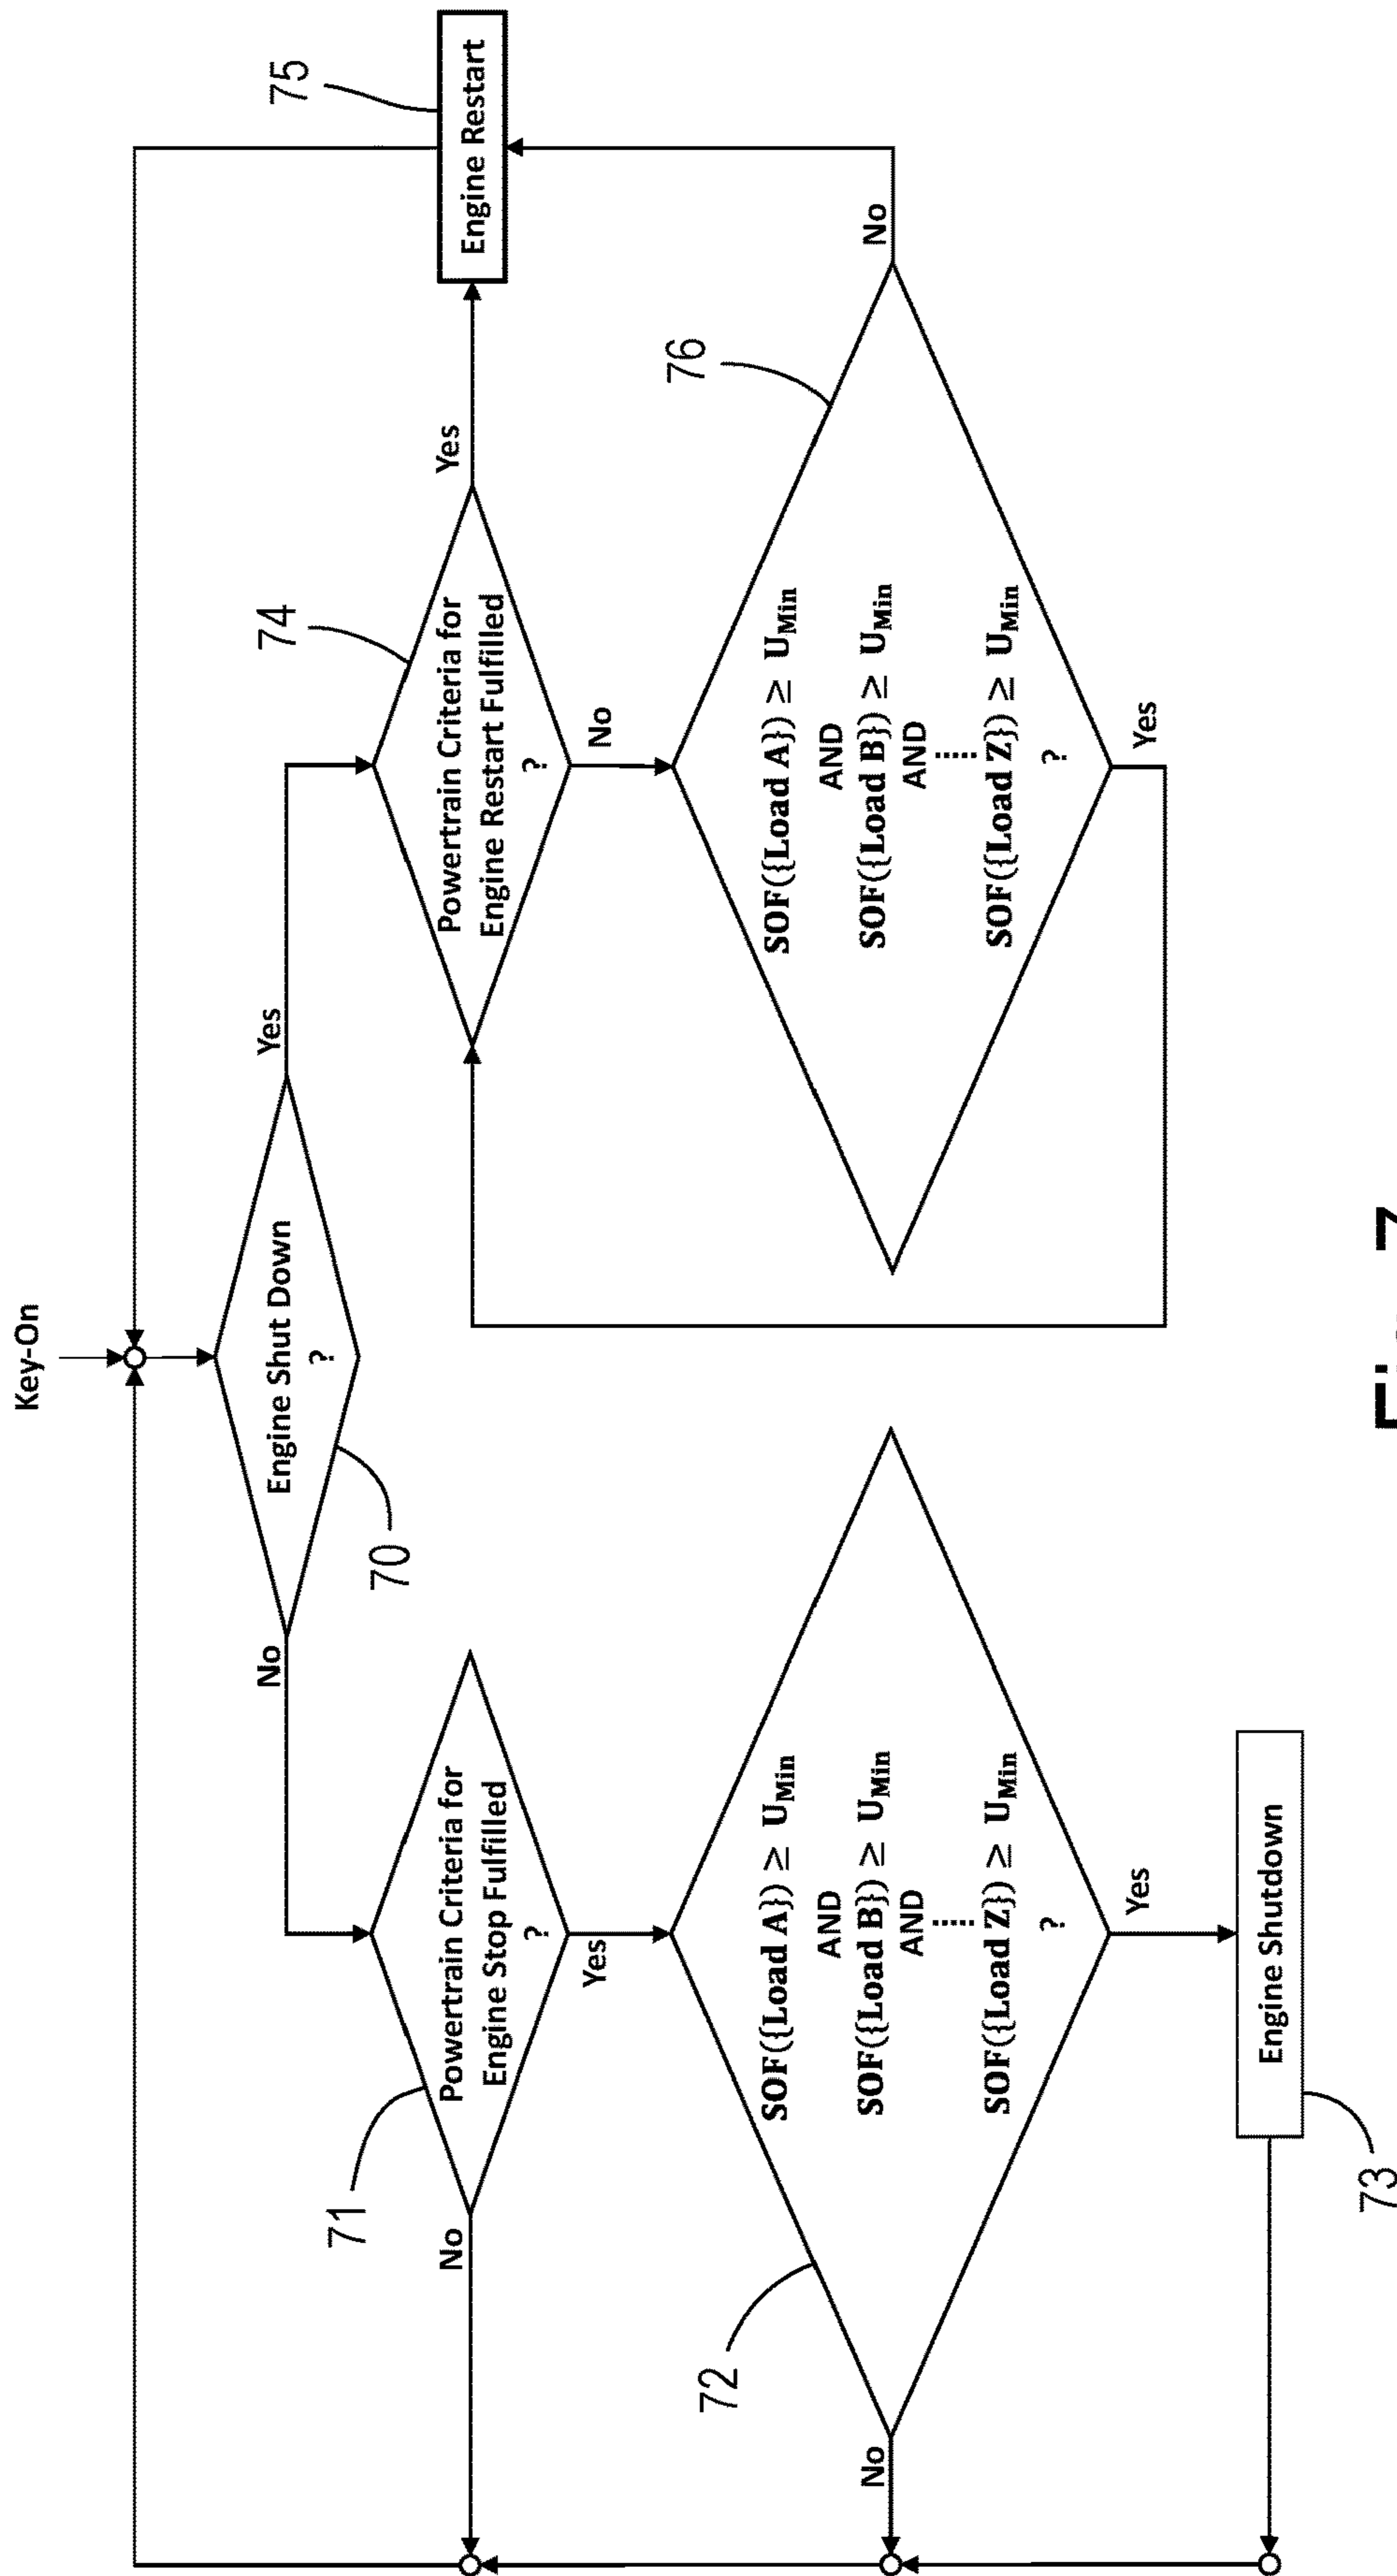 Key-On
Engine Shut Down
?
70
No
Yes
71
Powertrain Criteria for
Engine Stop Fulfilled
?
No
Yes
72
SOF({Load A}) ≥ U_Min
AND
SOF({Load B}) ≥ U_Min
AND
......
SOF({Load Z}) ≥ U_Min
?
No
Yes
Engine Shutdown
73
74
Powertrain Criteria for
Engine Restart Fulfilled
?
Yes
No
75
Engine Restart
76
SOF({Load A}) ≥ U_Min
AND
SOF({Load B}) ≥ U_Min
AND
......
SOF({Load Z}) ≥ U_Min
?
No
Yes